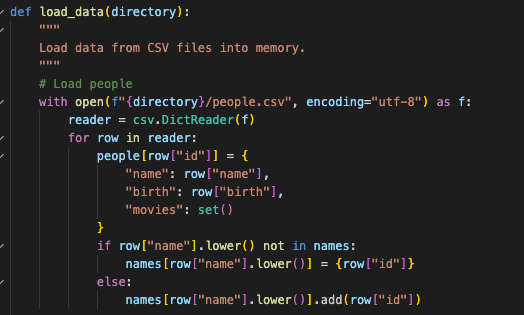 def load_data(directory):
    """
    Load data from CSV files into memory.
    """
    # Load people
    with open(f"{directory}/people.csv", encoding="utf-8") as f:
        reader = csv.DictReader(f)
        for row in reader:
            people[row["id"]] = {
                "name": row["name"],
                "birth": row["birth"],
                "movies": set()
            }
            if row["name"].lower() not in names:
                names[row["name"].lower()] = {row["id"]}
            else:
                names[row["name"].lower()].add(row["id"])